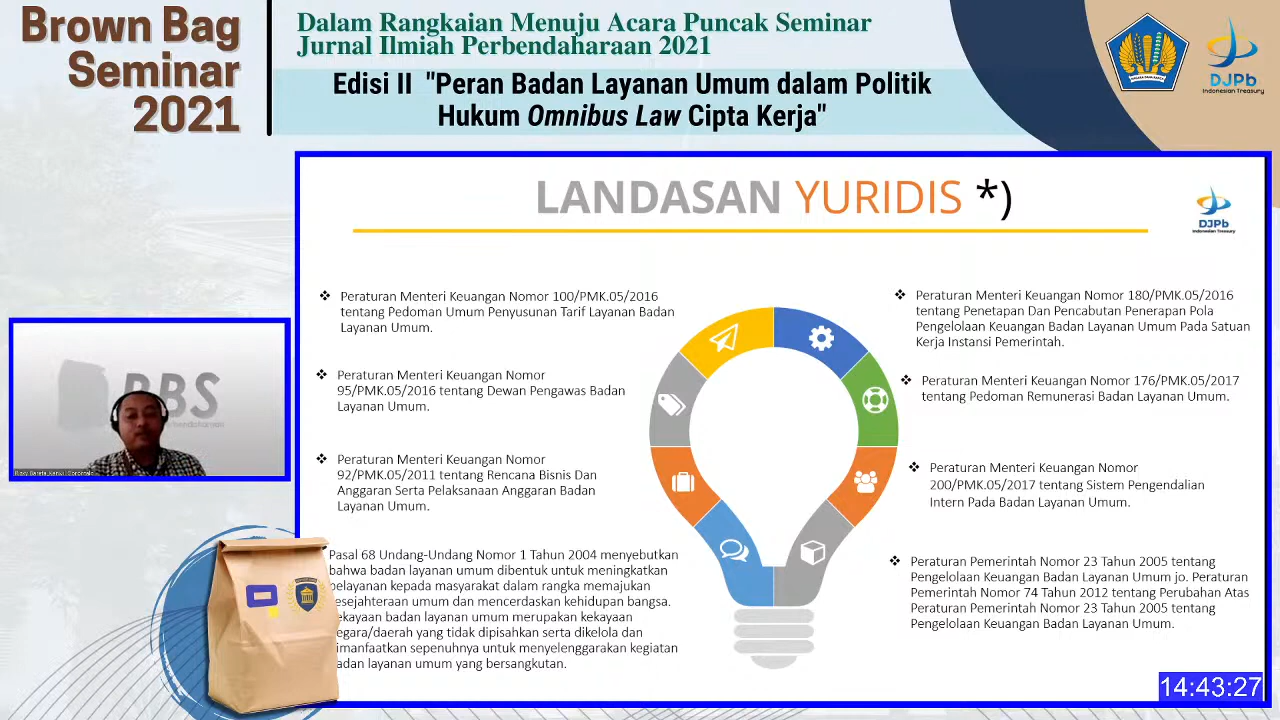 Brown Bag
Seminar
2021
Dalam Rangkaian Menuju Acara Puncak Seminar
Jurnal Ilmiah Perbendaharaan 2021
Edisi II "Peran Badan Layanan Umum dalam Politik
Hukum Omnibus Law Cipta Kerja"
DJPb
Indonesian Treasury
LANDASAN YURIDIS *)
DJPb
Indonesian Treasury
❖ Peraturan Menteri Keuangan Nomor 100/PMK.05/2016
tentang Pedoman Umum Penyusunan Tarif Layanan Badan
Layanan Umum.
❖ Peraturan Menteri Keuangan Nomor
95/PMK.05/2016 tentang Dewan Pengawas Badan
Layanan Umum.
❖ Peraturan Menteri Keuangan Nomor
92/PMK.05/2011 tentang Rencana Bisnis Dan
Anggaran Serta Pelaksanaan Anggaran Badan
Layanan Umum.
Pasal 68 Undang-Undang Nomor 1 Tahun 2004 menyebutkan
bahwa badan layanan umum dibentuk untuk meningkatkan
pelayanan kepada masyarakat dalam rangka memajukan
esejahteraan umum dan mencerdaskan kehidupan bangsa.
ekayaan badan layanan umum merupakan kekayaan
egara/daerah yang tidak dipisahkan serta dikelola dan
imanfaatkan sepenuhnya untuk menyelenggarakan kegiatan
adan layanan umum yang bersangkutan.
❖ Peraturan Menteri Keuangan Nomor 180/PMK.05/2016
tentang Penetapan Dan Pencabutan Penerapan Pola
Pengelolaan Keuangan Badan Layanan Umum Pada Satuan
Kerja Instansi Pemerintah.
❖ Peraturan Menteri Keuangan Nomor 176/PMK.05/2017
tentang Pedoman Remunerasi Badan Layanan Umum.
❖ Peraturan Menteri Keuangan Nomor
200/PMK.05/2017 tentang Sistem Pengendalian
Intern Pada Badan Layanan Umum.
❖ Peraturan Pemerintah Nomor 23 Tahun 2005 tentang
Pengelolaan Keuangan Badan Layanan Umum jo. Peraturan
Pemerintah Nomor 74 Tahun 2012 tentang Perubahan Atas
Peraturan Pemerintah Nomor 23 Tahun 2005 tentang
Pengelolaan Keuangan Badan Layanan Umum.
BBS
14:43:27